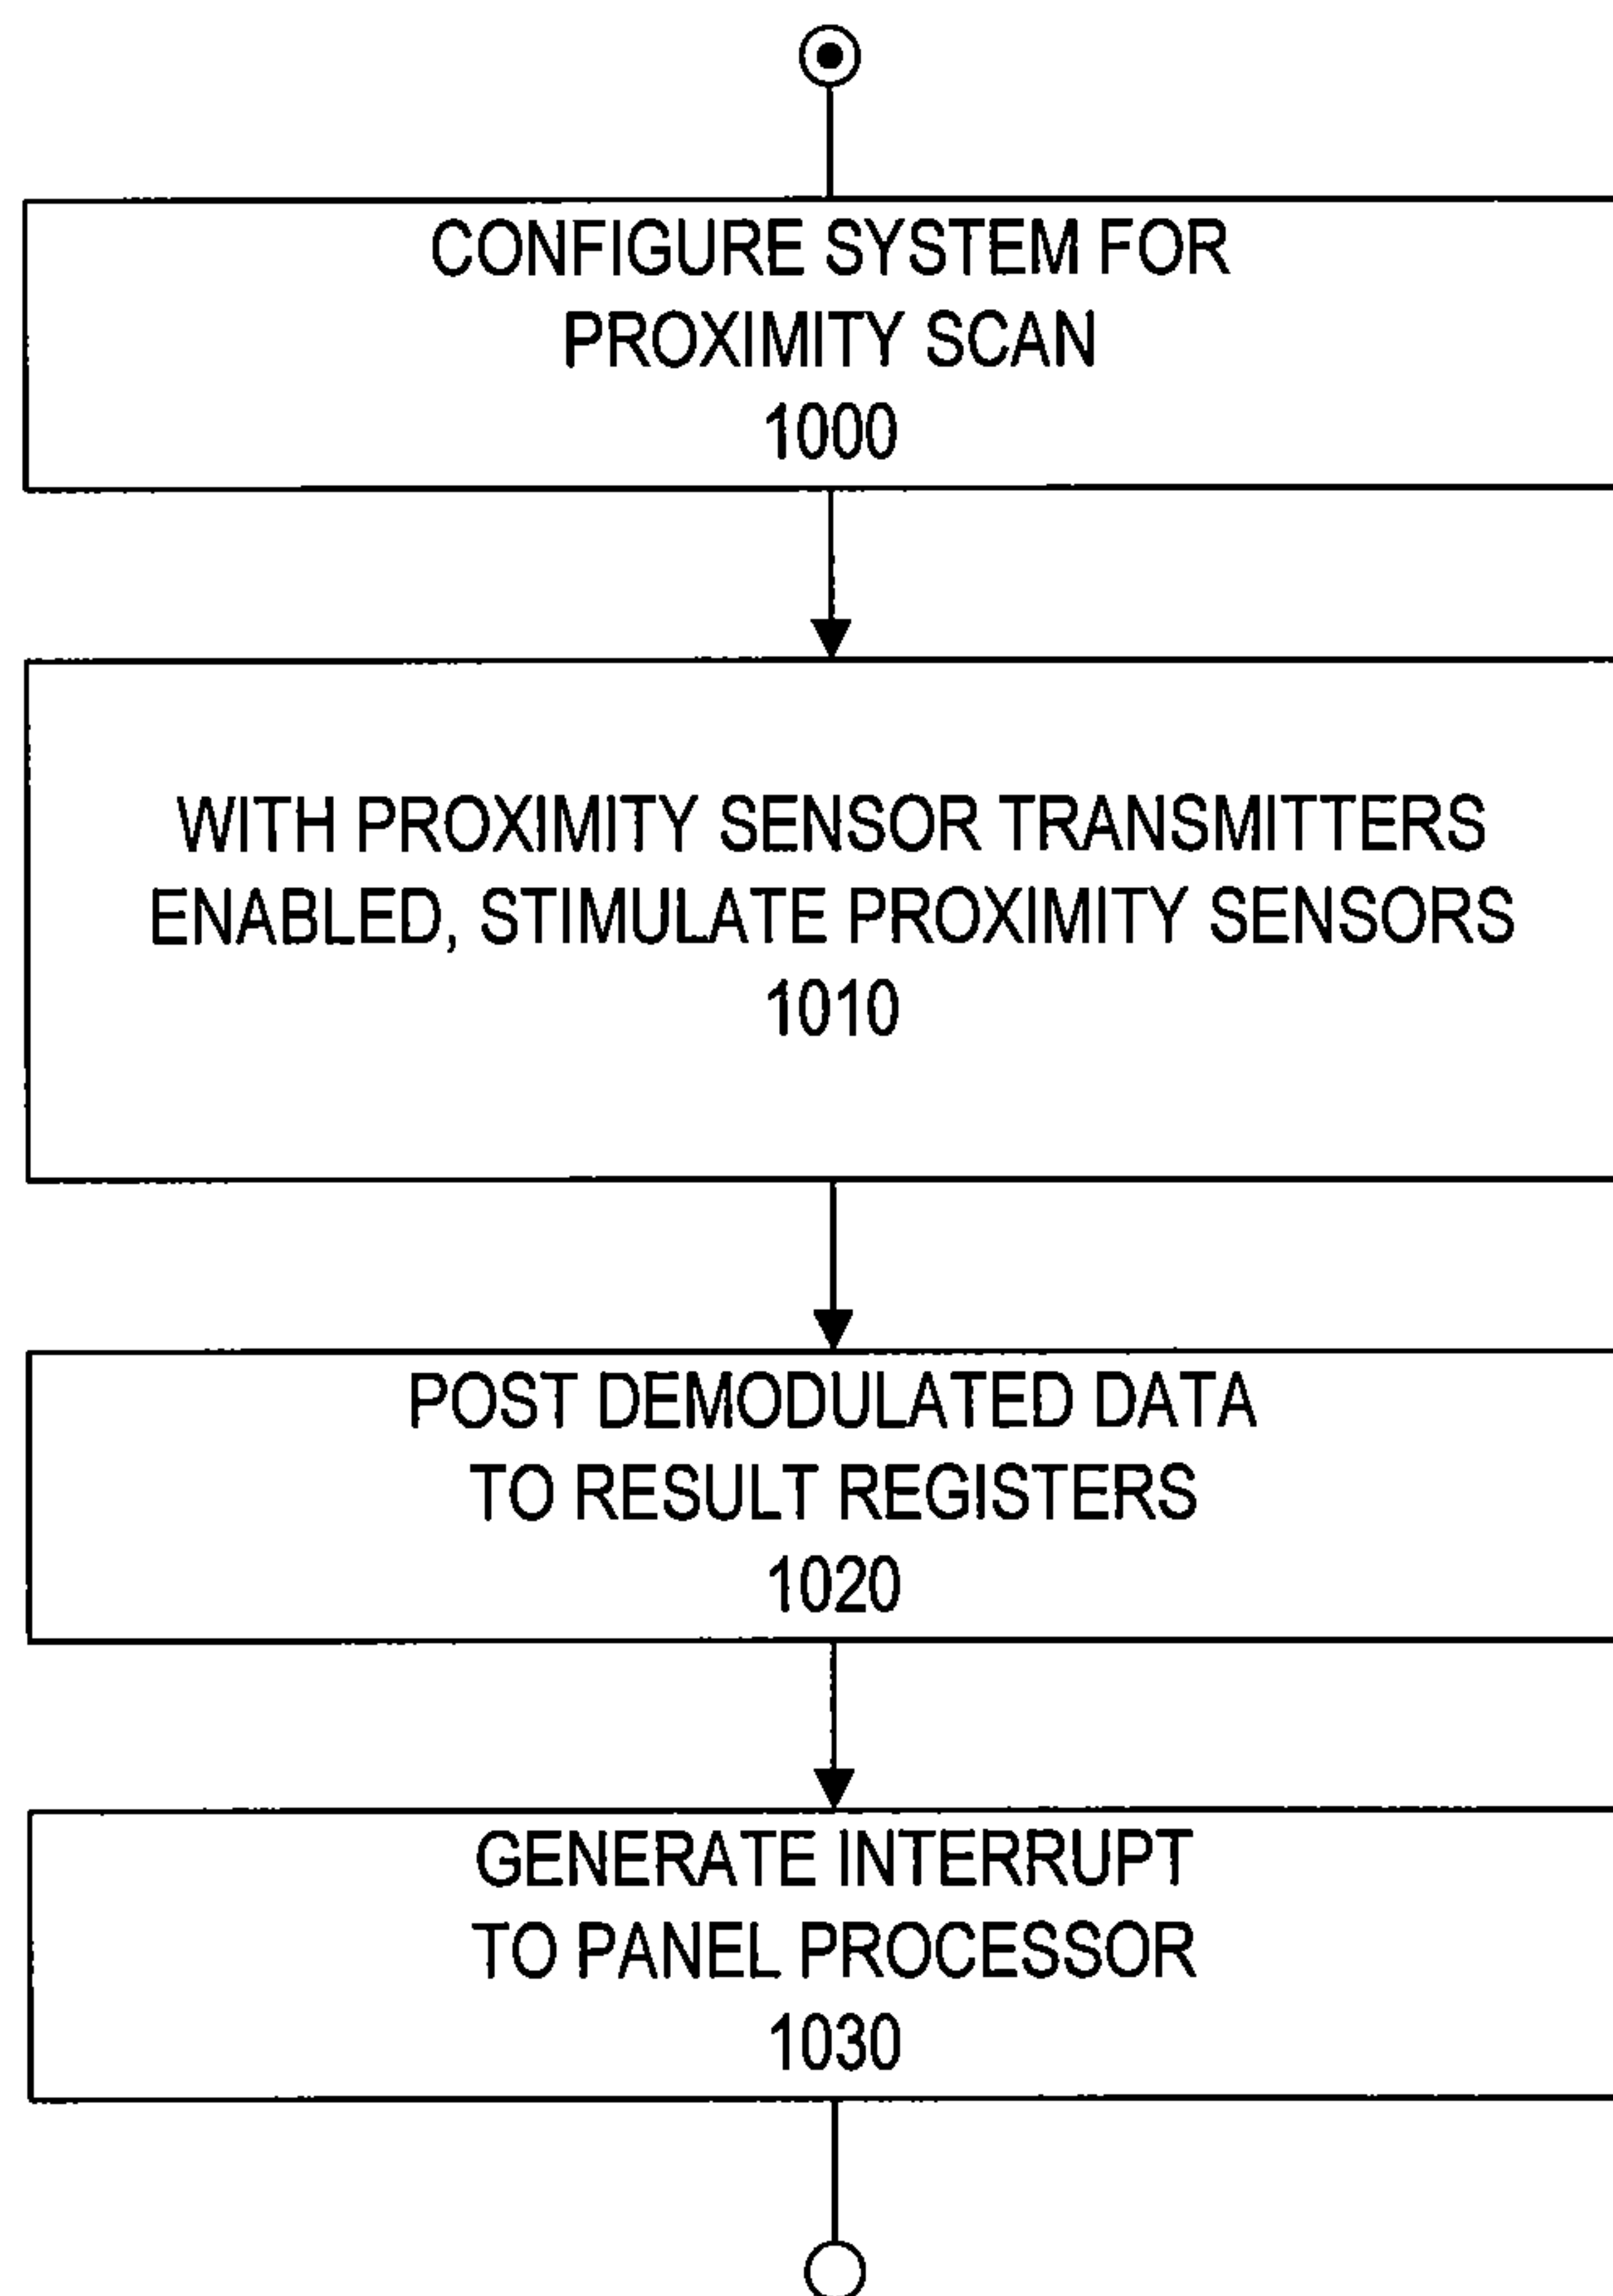 CONFIGURE SYSTEM FOR
PROXIMITY SCAN
1000
WITH PROXIMITY SENSOR TRANSMITTERS
ENABLED, STIMULATE PROXIMITY SENSORS
1010
POST DEMODULATED DATA
TO RESULT REGISTERS
1020
GENERATE INTERRUPT
TO PANEL PROCESSOR
1030